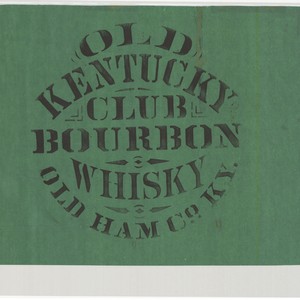 OLD
KENTUCKY
CLUB
BOURBON
WHISKY
OLD HAM CO. KY.